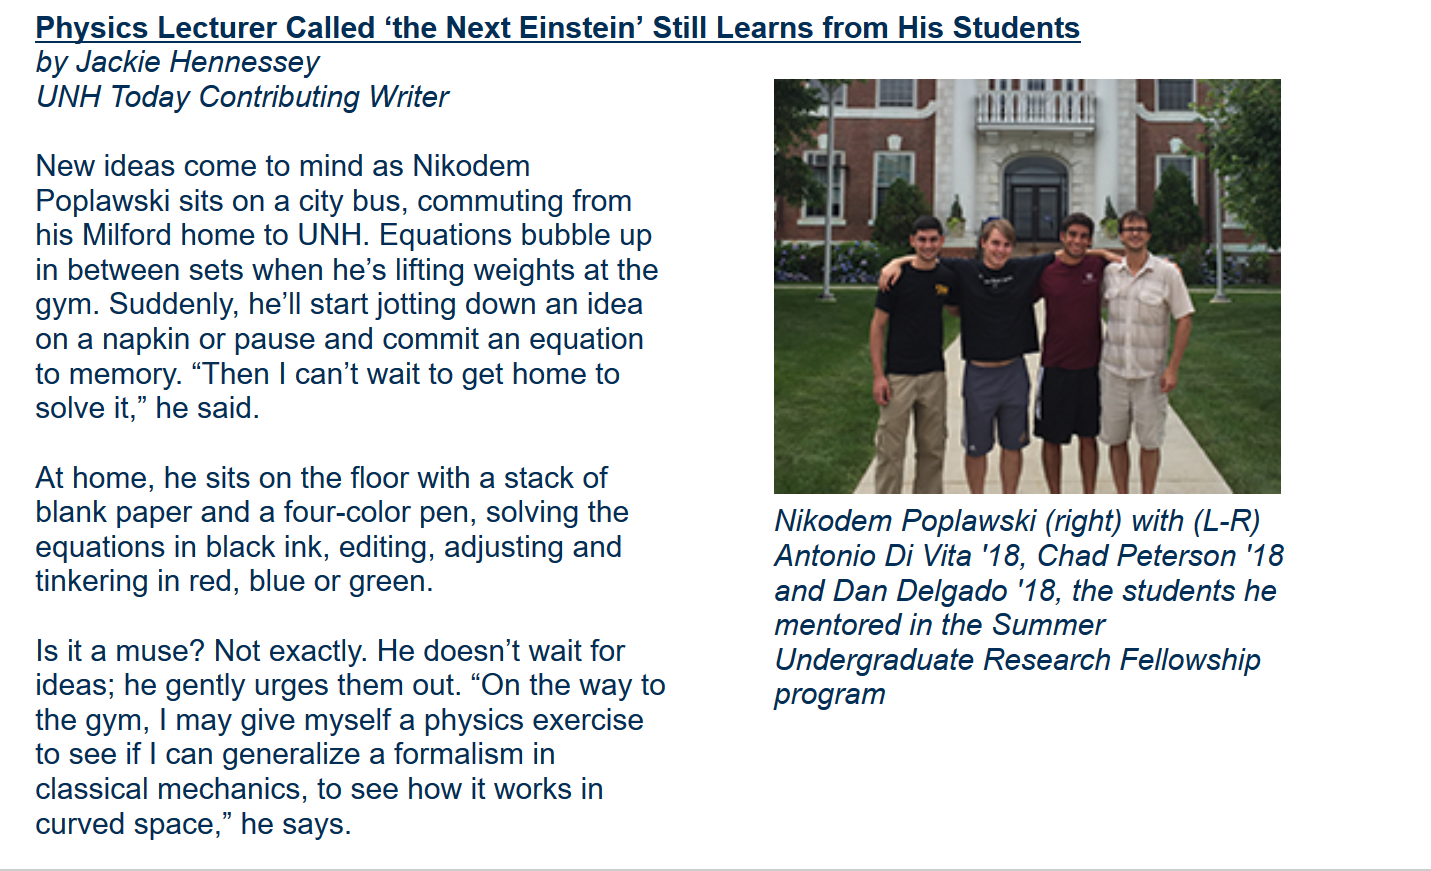 Physics Lecturer Called ‘the Next Einstein’ Still Learns from His Students
by Jackie Hennessey
UNH Today Contributing Writer
New ideas come to mind as Nikodem
Poplawski sits on a city bus, commuting from
his Milford home to UNH. Equations bubble up
in between sets when he’s lifting weights at the
gym. Suddenly, he’ll start jotting down an idea
on a napkin or pause and commit an equation
to memory. “Then I can’t wait to get home to
solve it,” he said.
At home, he sits on the floor with a stack of
blank paper and a four-color pen, solving the
equations in black ink, editing, adjusting and
tinkering in red, blue or green.
Is it a muse? Not exactly. He doesn’t wait for
ideas; he gently urges them out. “On the way to
the gym, I may give myself a physics exercise
to see if I can generalize a formalism in
classical mechanics, to see how it works in
curved space,” he says.
Nikodem Poplawski (right) with (L-R)
Antonio Di Vita '18, Chad Peterson '18
and Dan Delgado '18, the students he
mentored in the Summer
Undergraduate Research Fellowship
program